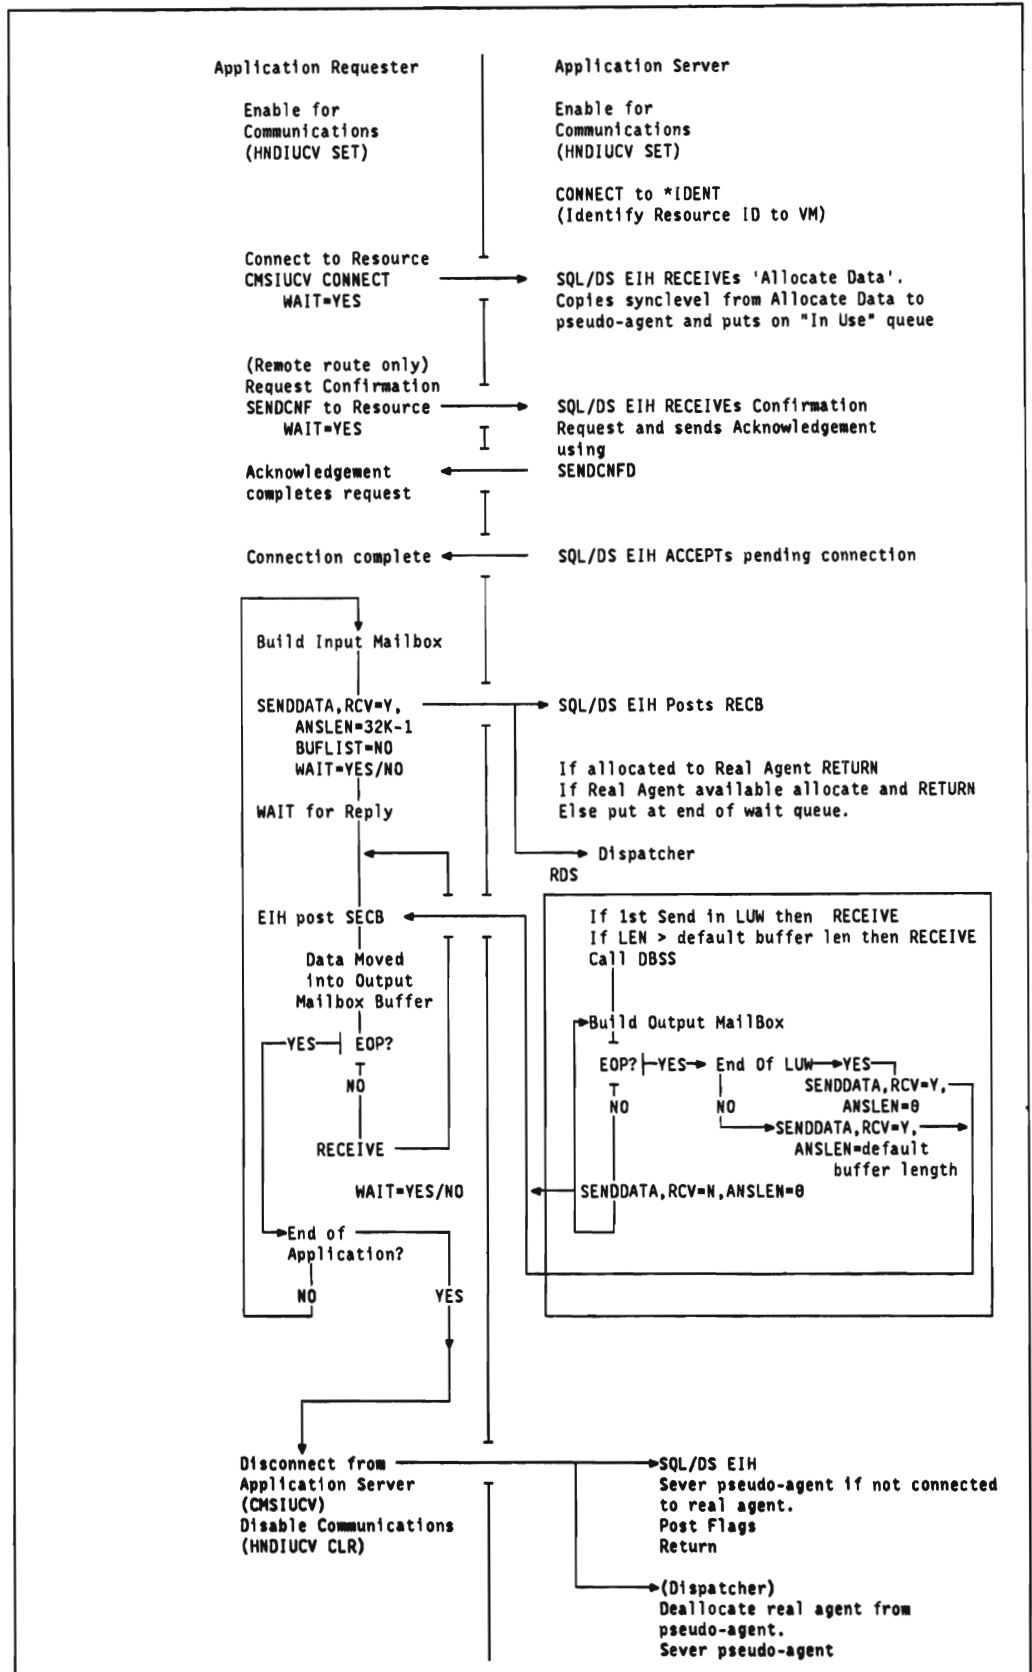 Application Requester
Application Server
Enable for
Communications
(HNDIUCV SET)
Enable for
Communications
(HNDIUCV SET)
CONNECT to *IDENT
(Identify Resource ID to VM)
Connect to Resource
CMSIUCV CONNECT
WAIT=YES
SQL/DS EIH RECEIVEs 'Allocate Data'.
Copies synclevel from Allocate Data to
pseudo-agent and puts on "In Use" queue
(Remote route only)
Request Confirmation
SENDCNF to Resource
WAIT=YES
SQL/DS EIH RECEIVEs Confirmation
Request and sends Acknowledgement
using
SENDCNFD
Acknowledgement
completes request
Connection complete
SQL/DS EIH ACCEPTs pending connection
Build Input Mailbox
SENDDATA,RCV=Y,
ANSLEN=32K-1
BUFLIST=NO
WAIT=YES/NO
SQL/DS EIH Posts RECB
If allocated to Real Agent RETURN
If Real Agent available allocate and RETURN
Else put at end of wait queue.
WAIT for Reply
Dispatcher
RDS
EIH post SECB
If 1st Send in LUW then RECEIVE
If LEN > default buffer len then RECEIVE
Call DBSS
Data Moved
into Output
Mailbox Buffer
Build Output MailBox
YES
EOP?
NO
EOP?
YES
End Of LUW
YES
SENDDATA,RCV=Y,
ANSLEN=0
NO
NO
SENDDATA,RCV=Y,
ANSLEN=default
buffer length
RECEIVE
WAIT=YES/NO
SENDDATA,RCV=N,ANSLEN=0
End of
Application?
NO
YES
Disconnect from
Application Server
(CMSIUCV)
Disable Communications
(HNDIUCV CLR)
SQL/DS EIH
Sever pseudo-agent if not connected
to real agent.
Post Flags
Return
(Dispatcher)
Deallocate real agent from
pseudo-agent.
Sever pseudo-agent